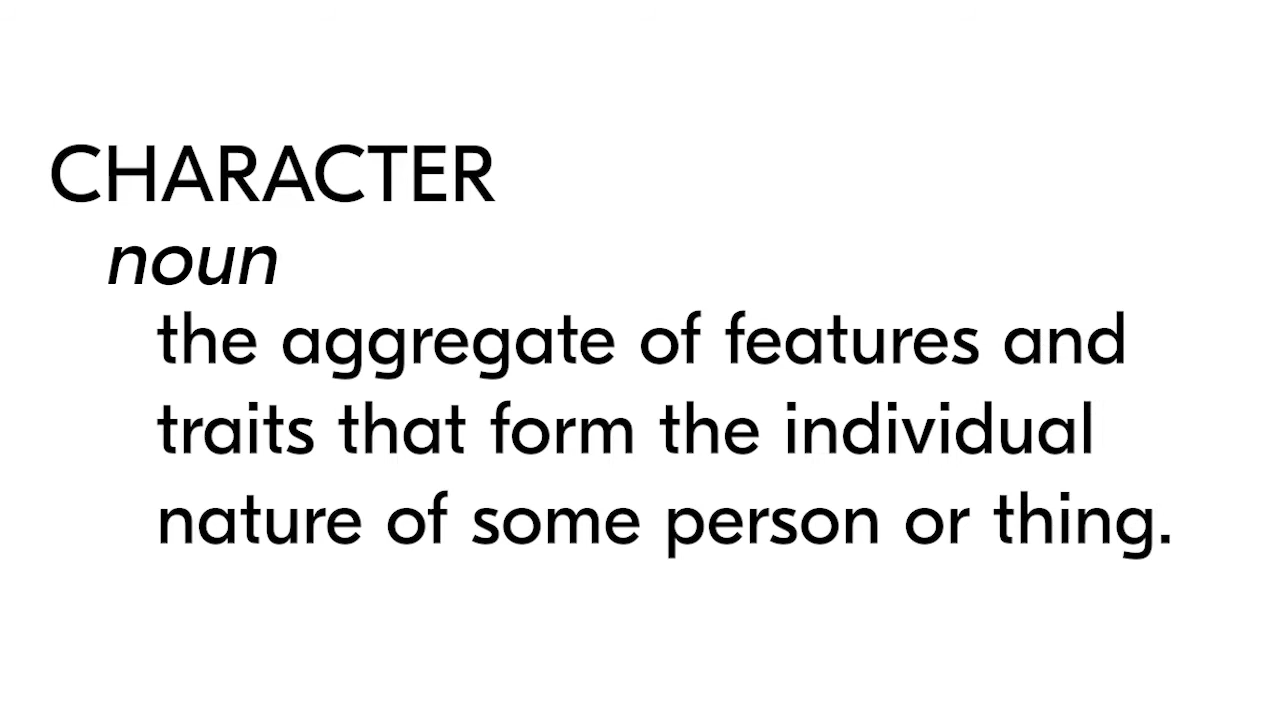 CHARACTER
noun
the aggregate of features and
traits that form the individual
nature of some person or thing.